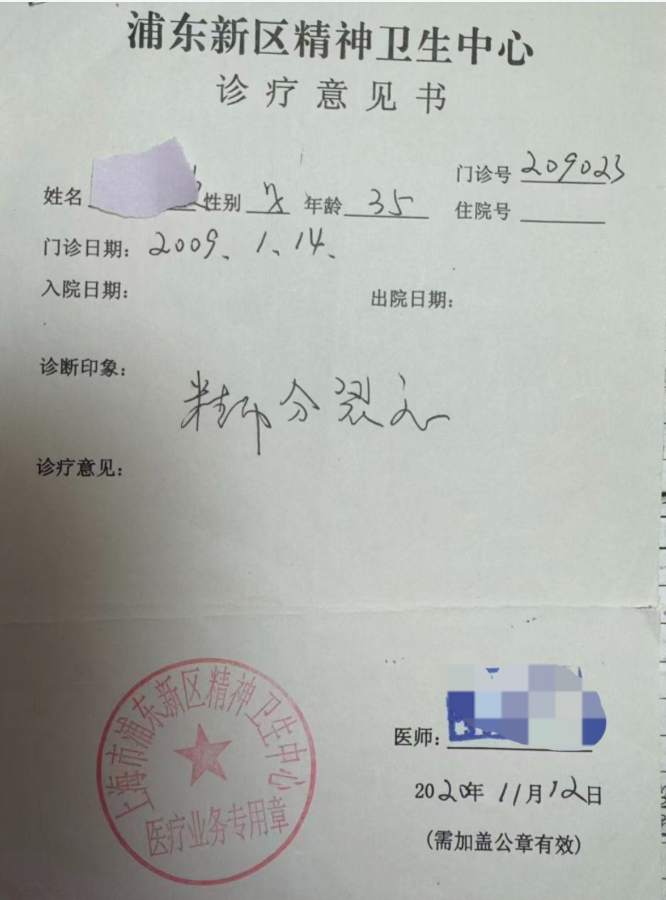 浦东新区精神卫生中心
诊疗意见书
门诊号 209023
姓名 性别 女 年龄 35 住院号
门诊日期: 2009、1、14、
入院日期: 出院日期:
诊断印象:
精神分裂症
诊疗意见:
上海市浦东新区精神卫生中心
医疗业务专用章
医师:
2020年11月12日
(需加盖公章有效)